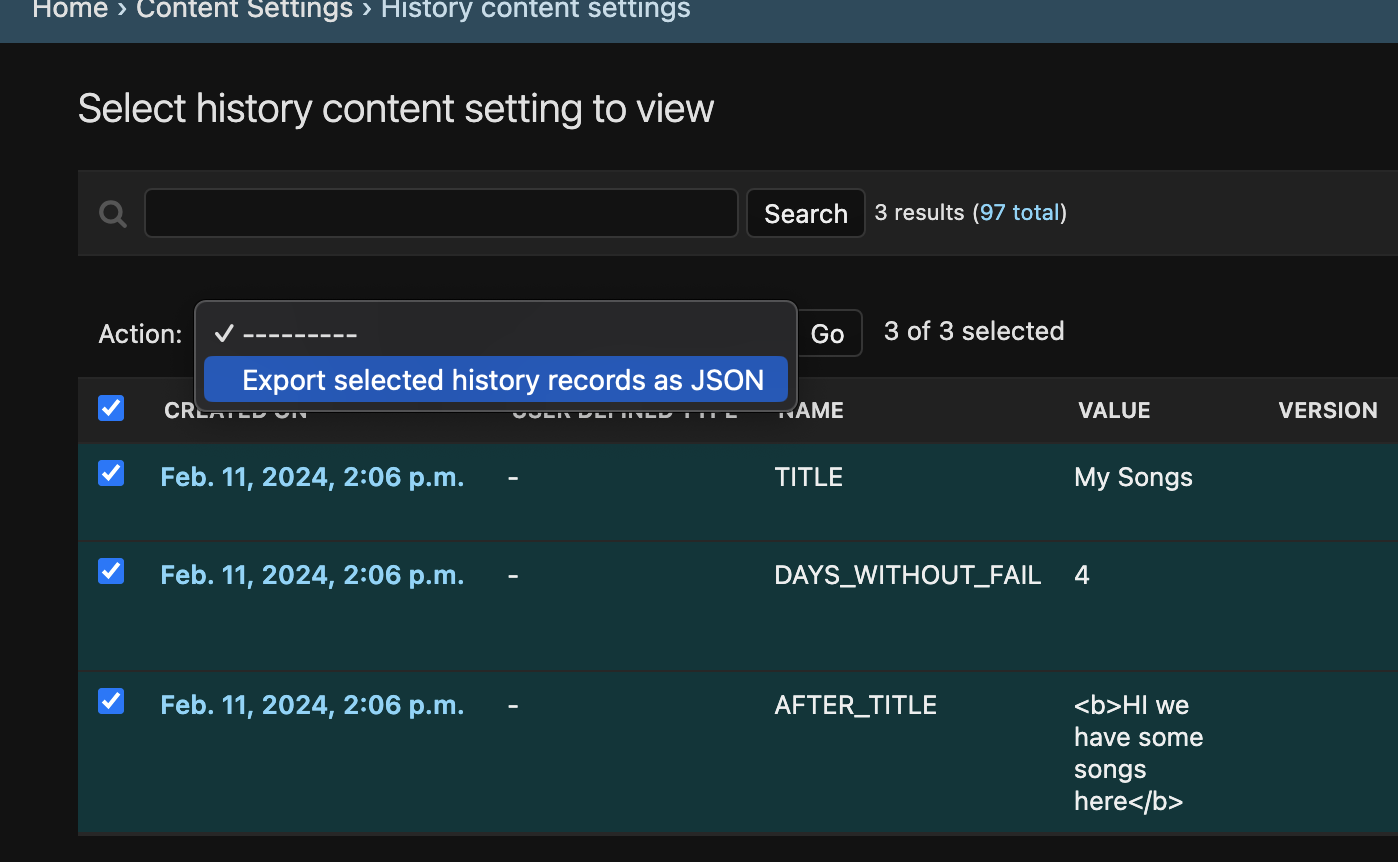 Home › Content Settings › History content settings
Select history content setting to view
Search 3 results (97 total)
Action: ✓ --------- Go 3 of 3 selected
Export selected history records as JSON
CREATED ON USER DEFINED TYPE NAME VALUE VERSION
Feb. 11, 2024, 2:06 p.m. - TITLE My Songs
Feb. 11, 2024, 2:06 p.m. - DAYS_WITHOUT_FAIL 4
Feb. 11, 2024, 2:06 p.m. - AFTER_TITLE <b>HI we
have some
songs
here</b>